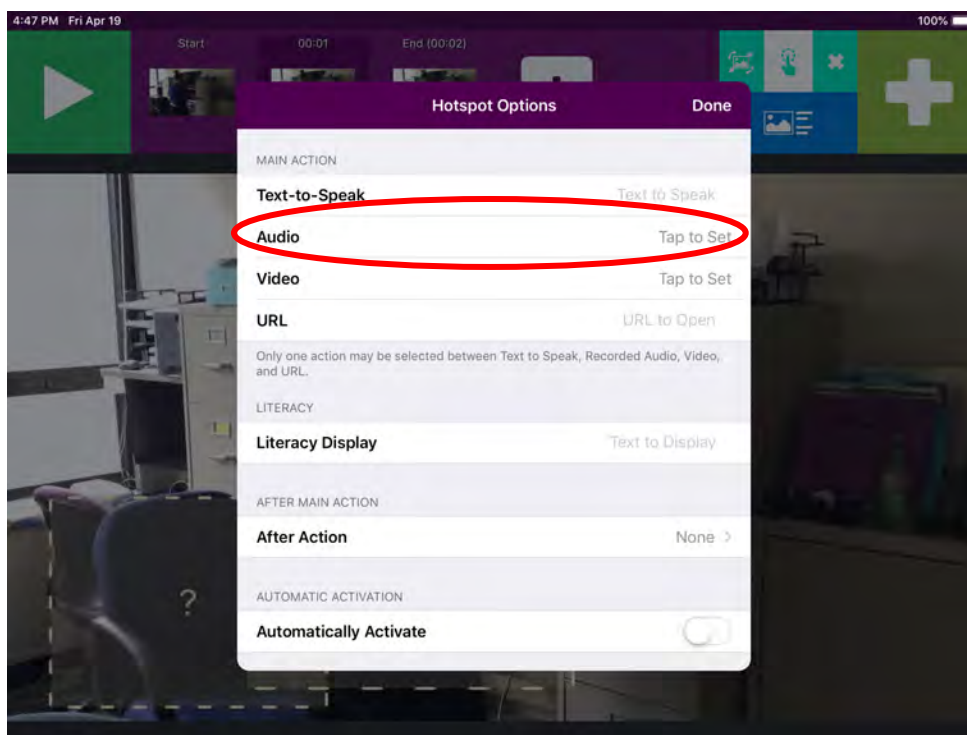 4:47 PM Fri Apr 19 100%
Start 00:01 End (00:02)
Hotspot Options Done
MAIN ACTION
Text-to-Speak Text to Speak
Audio Tap to Set
Video Tap to Set
URL URL to Open
Only one action may be selected between Text to Speak, Recorded Audio, Video,
and URL.
LITERACY
Literacy Display Text to Display
AFTER MAIN ACTION
After Action None >
AUTOMATIC ACTIVATION
? Automatically Activate